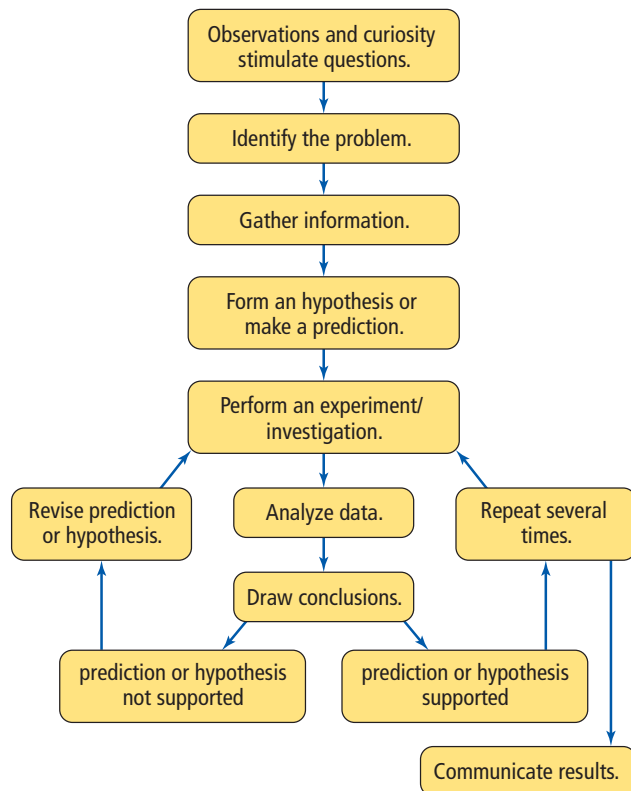 Observations and curiosity
stimulate questions.
Identify the problem.
Gather information.
Form an hypothesis or
make a prediction.
Perform an experiment/
investigation.
Revise prediction
or hypothesis.
Analyze data.
Repeat several
times.
Draw conclusions.
prediction or hypothesis
not supported
prediction or hypothesis
supported
Communicate results.